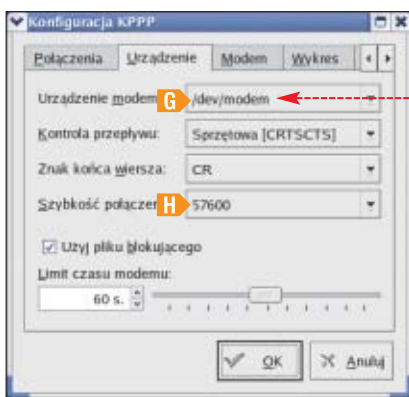 Konfiguracja KPPP
Połączenia Urządzenie Modem Wykres
Urządzenie modem G /dev/modem
Kontrola przepływu: Sprzętowa [CRTSCTS]
Znak końca wiersza: CR
Szybkość połączen H 57600
Użyj pliku blokującego
Limit czasu modemu:
60 s.
OK Anuluj